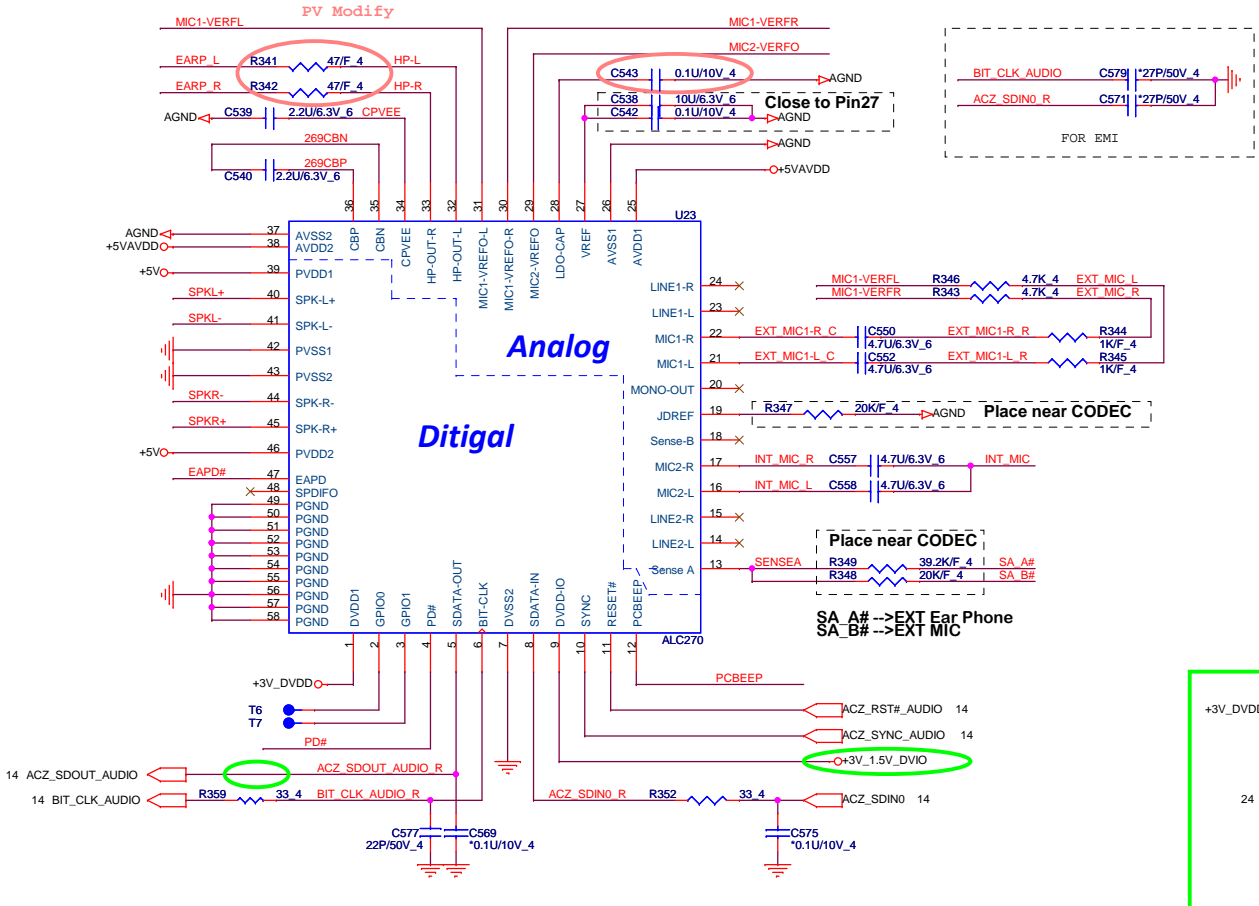 PV Modify
MIC1-VERFL
MIC1-VERFR
MIC2-VERFO
EARP_L R341 47/F_4 HP-L
EARP_R R342 47/F_4 HP-R
AGND C539 2.2U/6.3V_6 CPVEE
269CBN
269CBP
C540 2.2U/6.3V_6
C543 0.1U/10V_4 AGND
C538 10U/6.3V_6 Close to Pin27
C542 0.1U/10V_4 AGND
AGND
+5VAVDD
BIT_CLK_AUDIO C579 *27P/50V_4
ACZ_SDIN0_R C571 *27P/50V_4
FOR EMI
36 35 34 33 32 31 30 29 28 27 26 25
U23
CBP
CBN
CPVEE
HP-OUT-R
HP-OUT-L
MIC1-VREFO-L
MIC1-VREFO-R
MIC2-VREFO
LDO-CAP
VREF
AVSS1
AVDD1
AGND 37 AVSS2
+5VAVDD 38 AVDD2
+5V 39 PVDD1
SPKL+ 40 SPK-L+
SPKL- 41 SPK-L-
42 PVSS1
43 PVSS2
SPKR- 44 SPK-R-
SPKR+ 45 SPK-R+
+5V 46 PVDD2
EAPD# 47 EAPD
48 SPDIFO
49 PGND
50 PGND
51 PGND
52 PGND
53 PGND
54 PGND
55 PGND
56 PGND
57 PGND
58 PGND
Analog
Ditigal
LINE1-R 24
LINE1-L 23
MIC1-R 22 EXT_MIC1-R_C C550 4.7U/6.3V_6 EXT_MIC1-R_R R344 1K/F_4
MIC1-L 21 EXT_MIC1-L_C C552 4.7U/6.3V_6 EXT_MIC1-L_R R345 1K/F_4
MIC1-VERFL R346 4.7K_4 EXT_MIC_L
MIC1-VERFR R343 4.7K_4 EXT_MIC_R
MONO-OUT 20
JDREF 19 R347 20K/F_4 AGND Place near CODEC
Sense-B 18
MIC2-R 17 INT_MIC_R C557 4.7U/6.3V_6 INT_MIC
MIC2-L 16 INT_MIC_L C558 4.7U/6.3V_6
LINE2-R 15
LINE2-L 14
Place near CODEC
Sense A 13 SENSEA R349 39.2K/F_4 SA_A#
R348 20K/F_4 SA_B#
SA_A# -->EXT Ear Phone
SA_B# -->EXT MIC
DVDD1
GPIO0
GPIO1
PD#
SDATA-OUT
BIT-CLK
DVSS2
SDATA-IN
DVDD-IO
SYNC
RESET#
PCBEEP
ALC270
1 2 3 4 5 6 7 8 9 10 11 12
+3V_DVDD
T6
T7
PD#
PCBEEP
ACZ_RST#_AUDIO 14
ACZ_SYNC_AUDIO 14
+3V_1.5V_DVIO
14 ACZ_SDOUT_AUDIO ACZ_SDOUT_AUDIO_R
14 BIT_CLK_AUDIO R359 33_4 BIT_CLK_AUDIO_R
ACZ_SDIN0_R R352 33_4 ACZ_SDIN0 14
C577 22P/50V_4
C569 *0.1U/10V_4
C575 *0.1U/10V_4
24